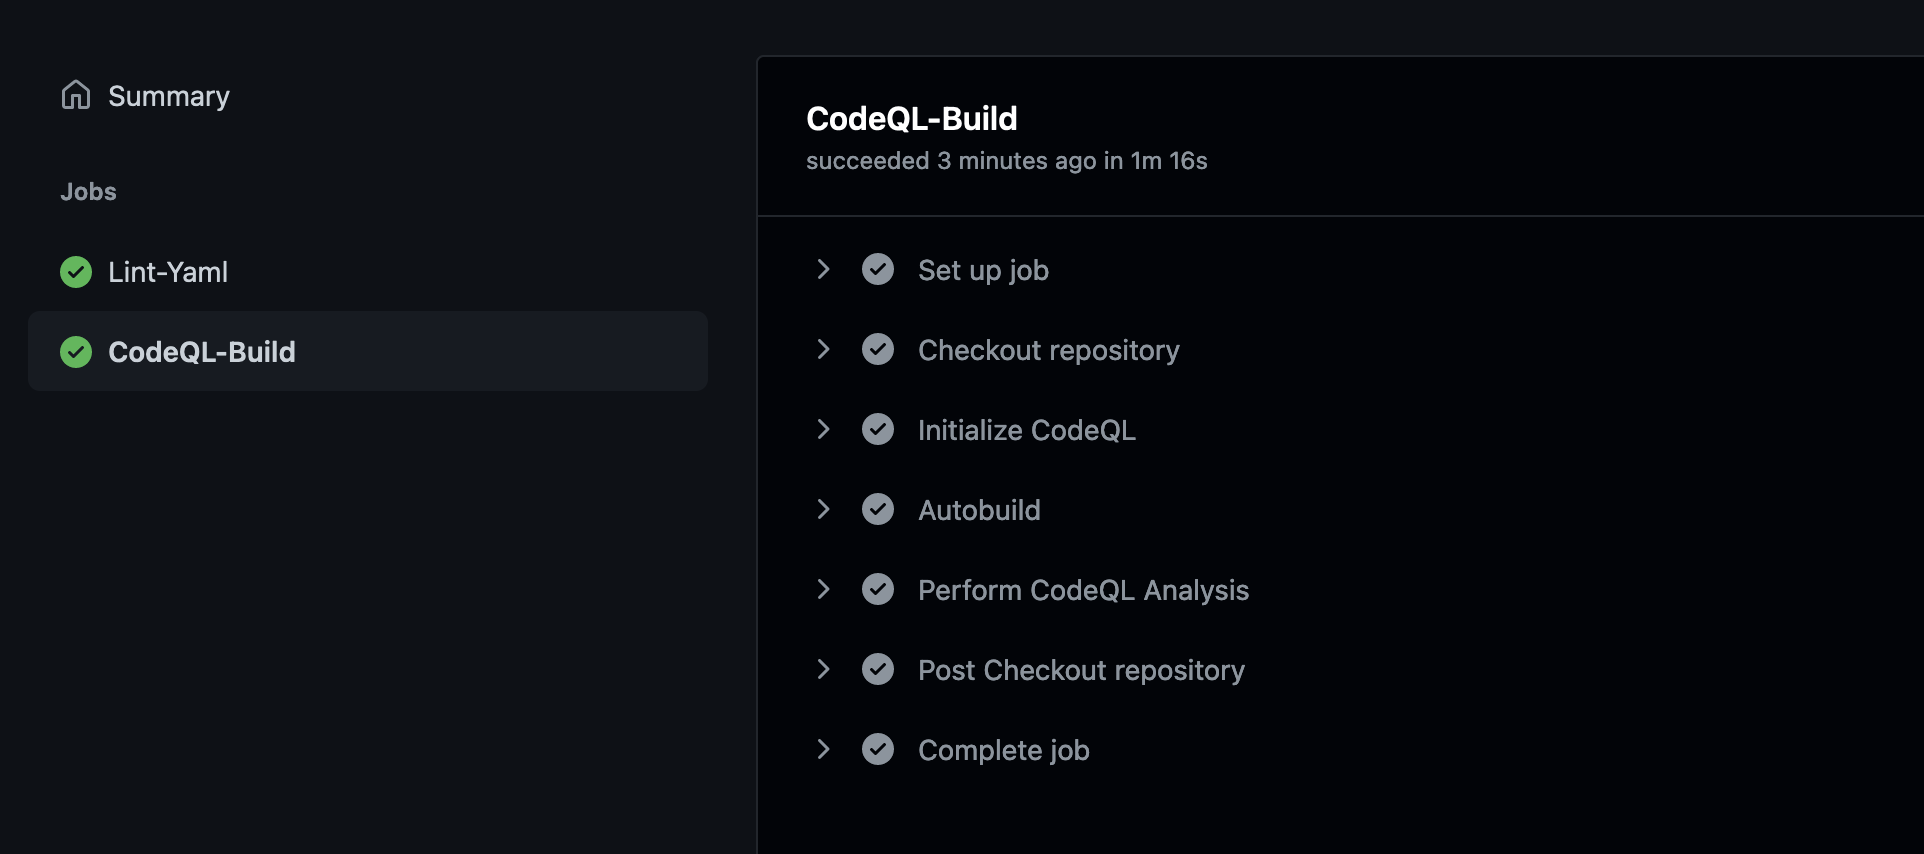 Summary
Jobs
Lint-Yaml
CodeQL-Build
CodeQL-Build
succeeded 3 minutes ago in 1m 16s
Set up job
Checkout repository
Initialize CodeQL
Autobuild
Perform CodeQL Analysis
Post Checkout repository
Complete job